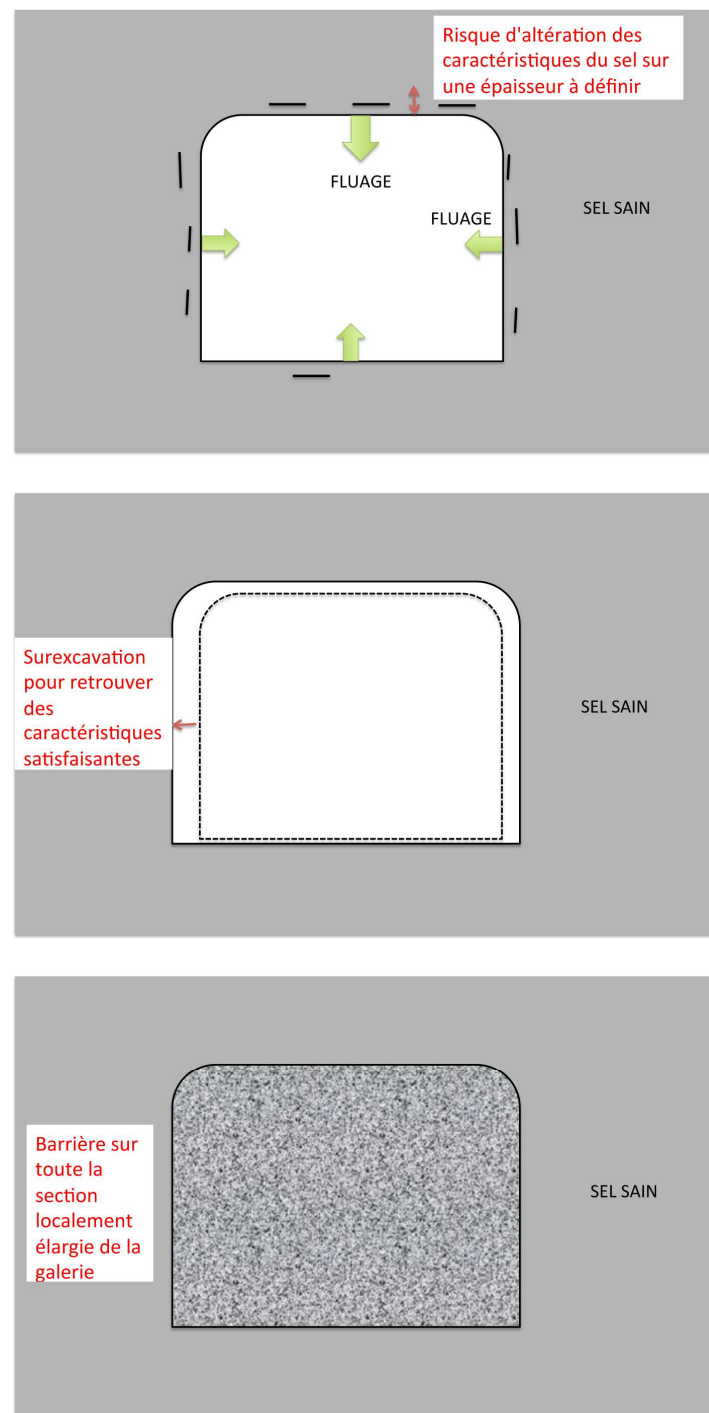 Risque d'altération des
caractéristiques du sel sur
une épaisseur à définir
FLUAGE
FLUAGE
SEL SAIN
Surexcavation
pour retrouver
des
caractéristiques
satisfaisantes
SEL SAIN
Barrière sur
toute la
section
localement
élargie de la
galerie
SEL SAIN